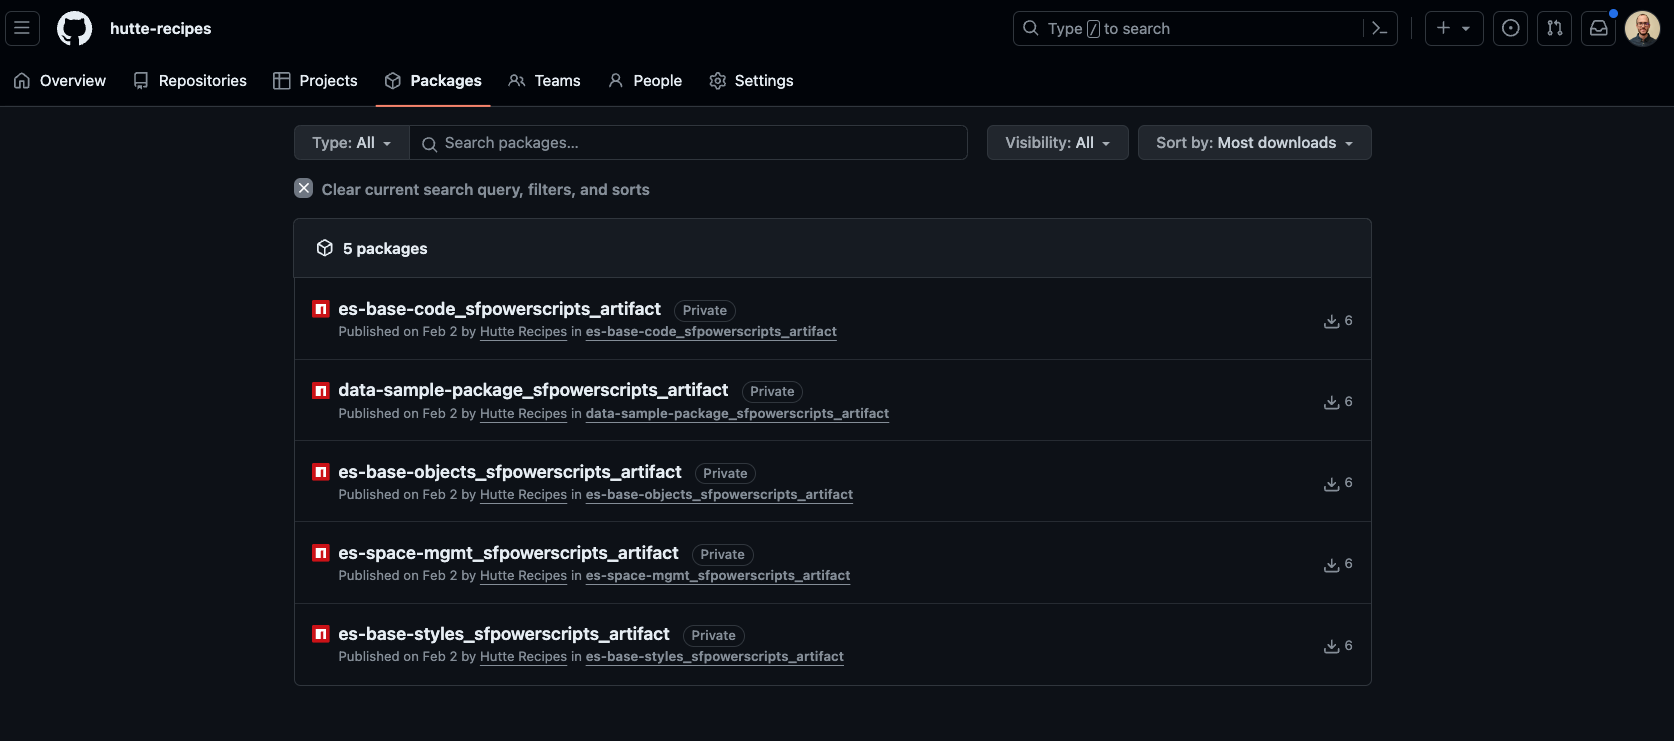 hutte-recipes
Type / to search
Overview
Repositories
Projects
Packages
Teams
People
Settings
Type: All
Search packages...
Visibility: All
Sort by: Most downloads
Clear current search query, filters, and sorts
5 packages
es-base-code_sfpowerscripts_artifact Private
Published on Feb 2 by Hutte Recipes in es-base-code_sfpowerscripts_artifact
6
data-sample-package_sfpowerscripts_artifact Private
Published on Feb 2 by Hutte Recipes in data-sample-package_sfpowerscripts_artifact
6
es-base-objects_sfpowerscripts_artifact Private
Published on Feb 2 by Hutte Recipes in es-base-objects_sfpowerscripts_artifact
6
es-space-mgmt_sfpowerscripts_artifact Private
Published on Feb 2 by Hutte Recipes in es-space-mgmt_sfpowerscripts_artifact
6
es-base-styles_sfpowerscripts_artifact Private
Published on Feb 2 by Hutte Recipes in es-base-styles_sfpowerscripts_artifact
6